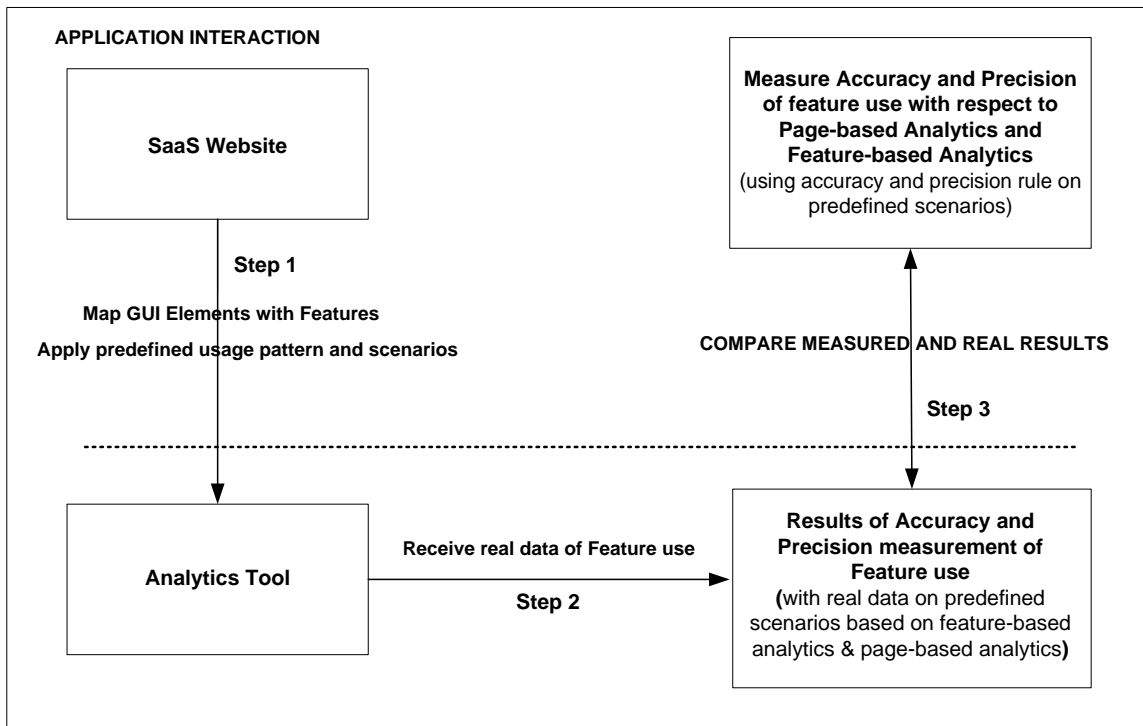 APPLICATION INTERACTION
SaaS Website
Measure Accuracy and Precision
of feature use with respect to
Page-based Analytics and
Feature-based Analytics
(using accuracy and precision rule on
predefined scenarios)
Step 1
Map GUI Elements with Features
Apply predefined usage pattern and scenarios
COMPARE MEASURED AND REAL RESULTS
Step 3
Analytics Tool
Receive real data of Feature use
Step 2
Results of Accuracy and
Precision measurement of
Feature use
(with real data on predefined
scenarios based on feature-based
analytics & page-based analytics)